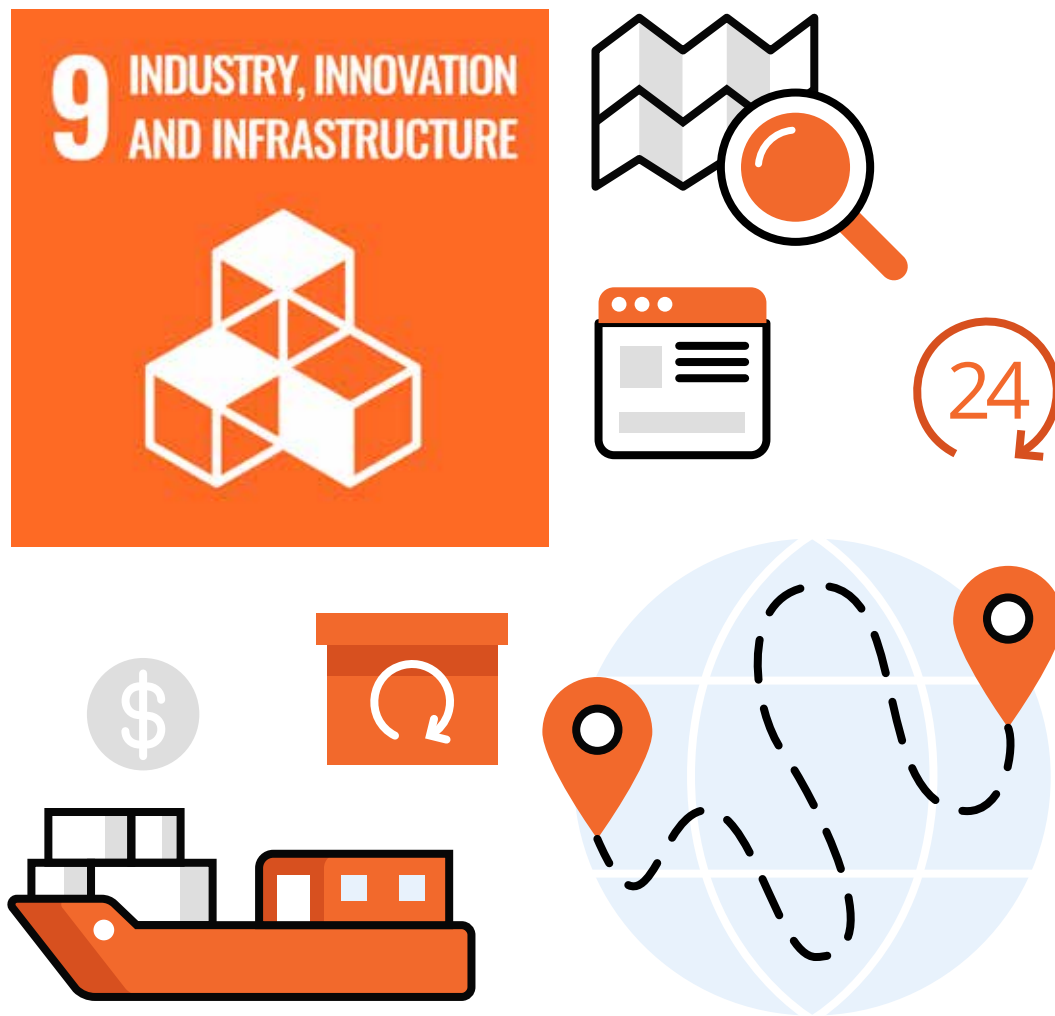 9 INDUSTRY, INNOVATION
AND INFRASTRUCTURE
24
$